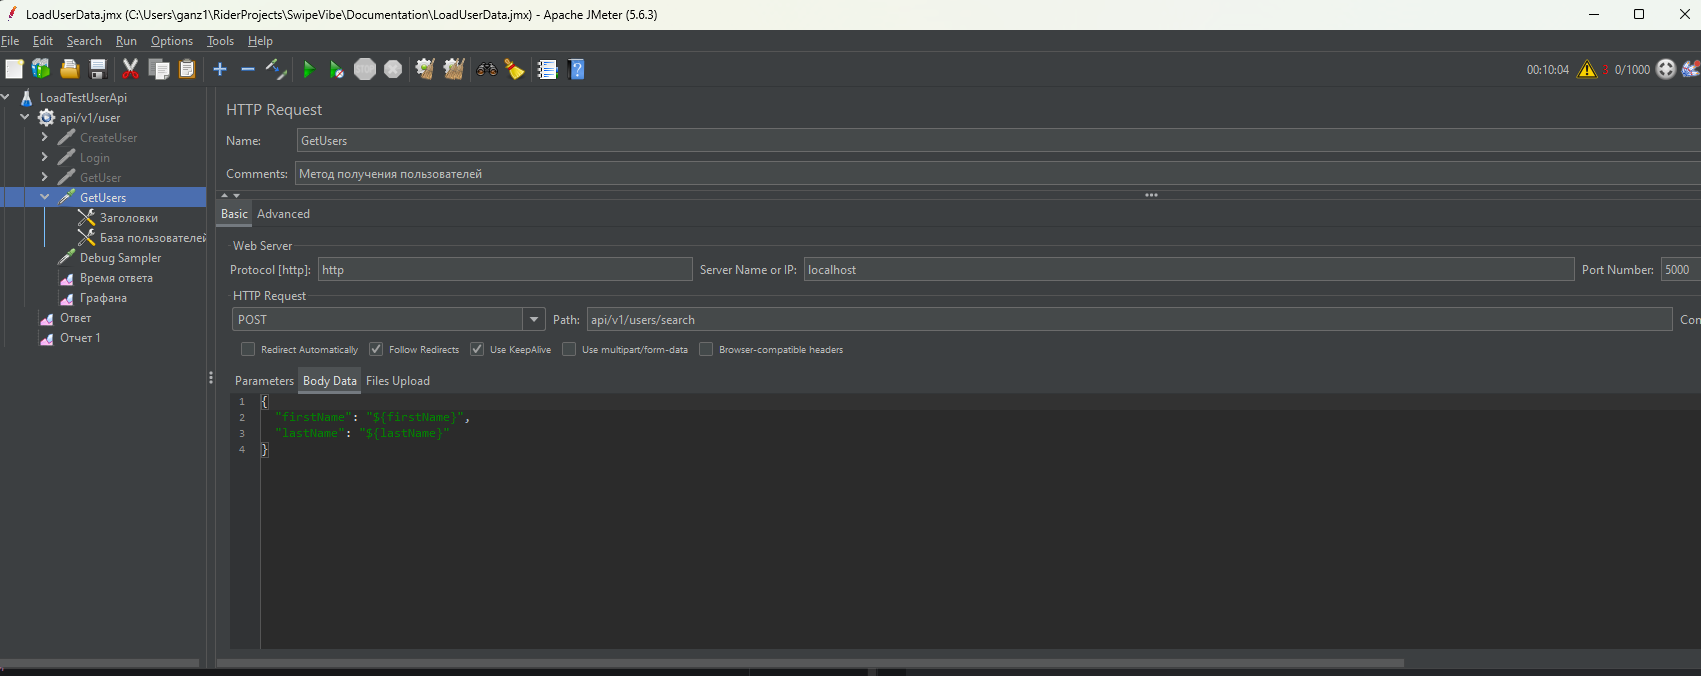 LoadUserData.jmx (C:\Users\ganz1\RiderProjects\SwipeVibe\Documentation\LoadUserData.jmx) - Apache JMeter (5.6.3)
File Edit Search Run Options Tools Help
STOP
00:10:04 3 0/1000
LoadTestUserApi
api/v1/user
CreateUser
Login
GetUser
GetUsers
Заголовки
База пользователей
Debug Sampler
Время ответа
Графана
Ответ
Отчет 1
HTTP Request
Name: GetUsers
Comments: Метод получения пользователей
Basic Advanced
Web Server
Protocol [http]: http Server Name or IP: localhost Port Number: 5000
HTTP Request
POST Path: api/v1/users/search Con
Redirect Automatically Follow Redirects Use KeepAlive Use multipart/form-data Browser-compatible headers
Parameters Body Data Files Upload
1 {
2 "firstName": "${firstName}",
3 "lastName": "${lastName}"
4 }